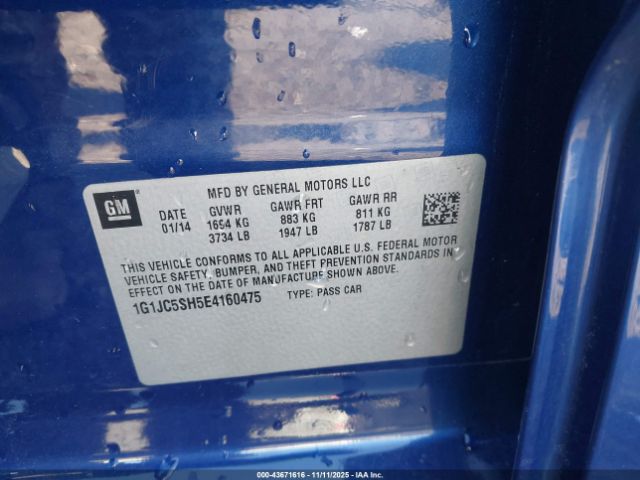 GM
MFD BY GENERAL MOTORS LLC
DATE GVWR GAWR FRT GAWR RR
01/14 1694 KG 883 KG 811 KG
3734 LB 1947 LB 1787 LB
THIS VEHICLE CONFORMS TO ALL APPLICABLE U.S. FEDERAL MOTOR
VEHICLE SAFETY, BUMPER, AND THEFT PREVENTION STANDARDS IN
EFFECT ON THE DATE OF MANUFACTURE SHOWN ABOVE.
1G1JC5SH5E4160475 TYPE: PASS CAR
000-43671616 - 11/11/2025 - IAAI.COM